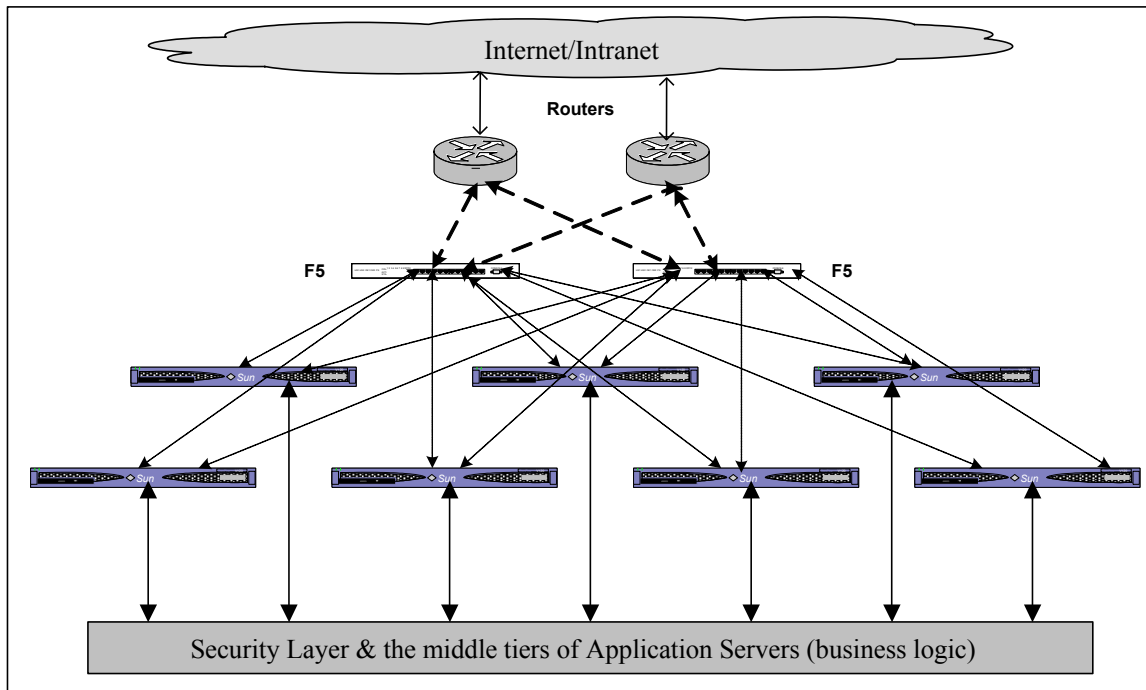 Internet/Intranet
Routers
F5
F5
Sun
Sun
Sun
Sun
Sun
Sun
Sun
Security Layer & the middle tiers of Application Servers (business logic)